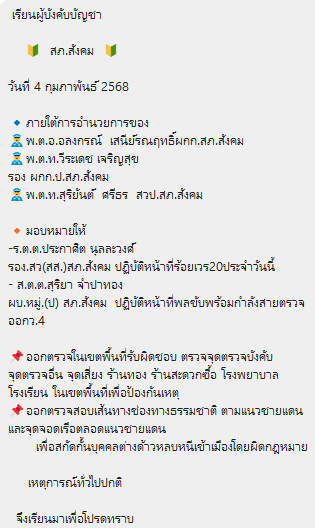 เรียนผู้บังคับบัญชา
🔰 สภ.สังคม 🔰
วันที่ 4 กุมภาพันธ์ 2568
🔹ภายใต้การอำนวยการของ
👮พ.ต.อ.อลงกรณ์ เสนีย์รณฤทธิ์ผกก.สภ.สังคม
👮พ.ต.ท.วีระเดช เจริญสุข
รอง ผกก.ป.สภ.สังคม
👮พ.ต.ท.สุริยันต์ ศรีธร สวป.สภ.สังคม
🔸มอบหมายให้
-ร.ต.ต.ประกาศิต นุลละวงศ์
รอง.สว(สส.)สภ.สังคม ปฏิบัติหน้าที่ร้อยเวร20ประจำวันนี้
- ส.ต.ต.สุริยา จำปาทอง
ผบ.หมู่.(ป) สภ.สังคม ปฏิบัติหน้าที่พลขับพร้อมกำลังสายตรวจ
ออกว.4
📌ออกตรวจในเขตพื้นที่รับผิดชอบ ตรวจจุดตรวจบังคับ
จุดตรวจอื่น จุดเสี่ยง ร้านทอง ร้านสะดวกซื้อ โรงพยาบาล
โรงเรียน ในเขตพื้นที่เพื่อป้องกันเหตุ
📌ออกตรวจสอบเส้นทางช่องทางธรรมชาติ ตามแนวชายแดน
และจุดจอดเรือตลอดแนวชายแดน
เพื่อสกัดกั้นบุคคลต่างด้าวหลบหนีเข้าเมืองโดยผิดกฎหมาย
เหตุการณ์ทั่วไปปกติ
จึงเรียนมาเพื่อโปรดทราบ